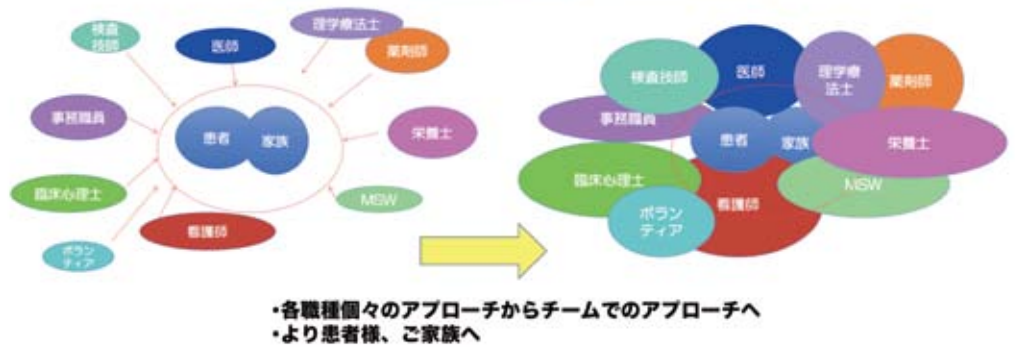 検査
技師
医師
理学療法士
薬剤師
事務職員
患者
家族
栄養士
臨床心理士
MSW
看護師
ボラン
ティア
検査技師
医師
理学療
法士
薬剤師
事務職員
患者
家族
栄養士
臨床心理士
MSW
看護師
ボラン
ティア
・各職種個々のアプローチからチームでのアプローチへ
・より患者様、ご家族へ